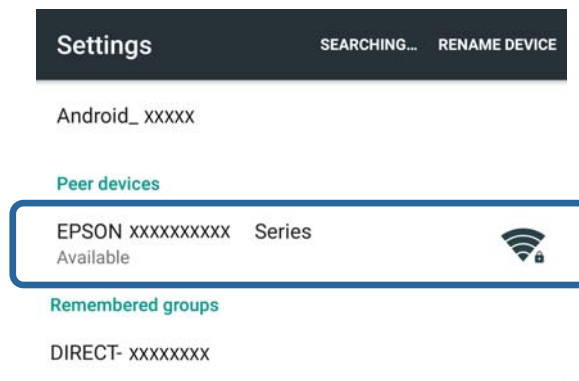 Settings SEARCHING... RENAME DEVICE
Android_ xxxxx
Peer devices
EPSON xxxxxxxxxx Series
Available
Remembered groups
DIRECT- xxxxxxxx